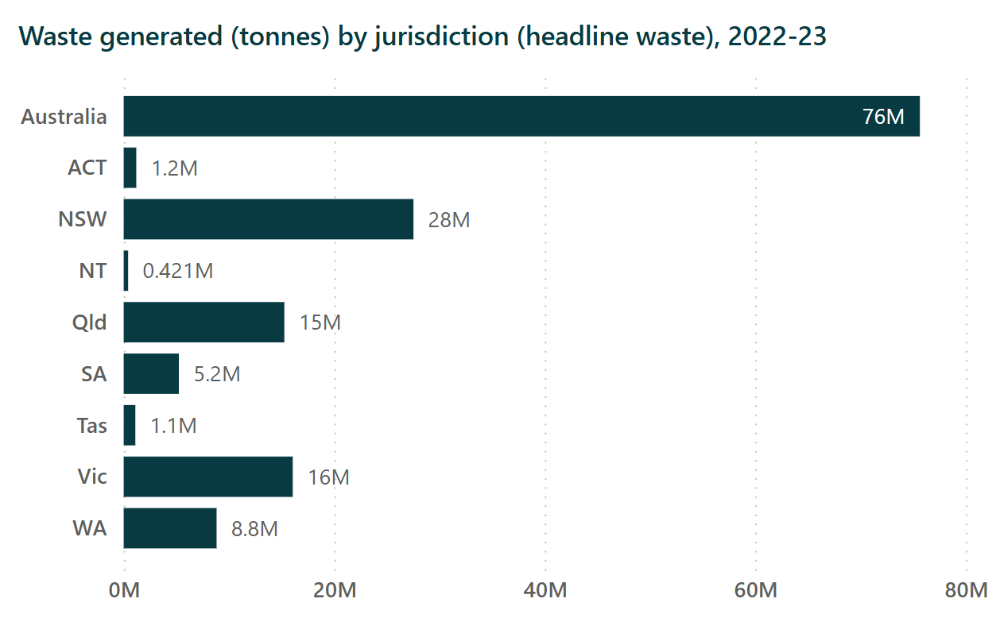 Waste generated (tonnes) by jurisdiction (headline waste), 2022-23
Australia 76M
ACT 1.2M
NSW 28M
NT 0.421M
Qld 15M
SA 5.2M
Tas 1.1M
Vic 16M
WA 8.8M
0M 20M 40M 60M 80M